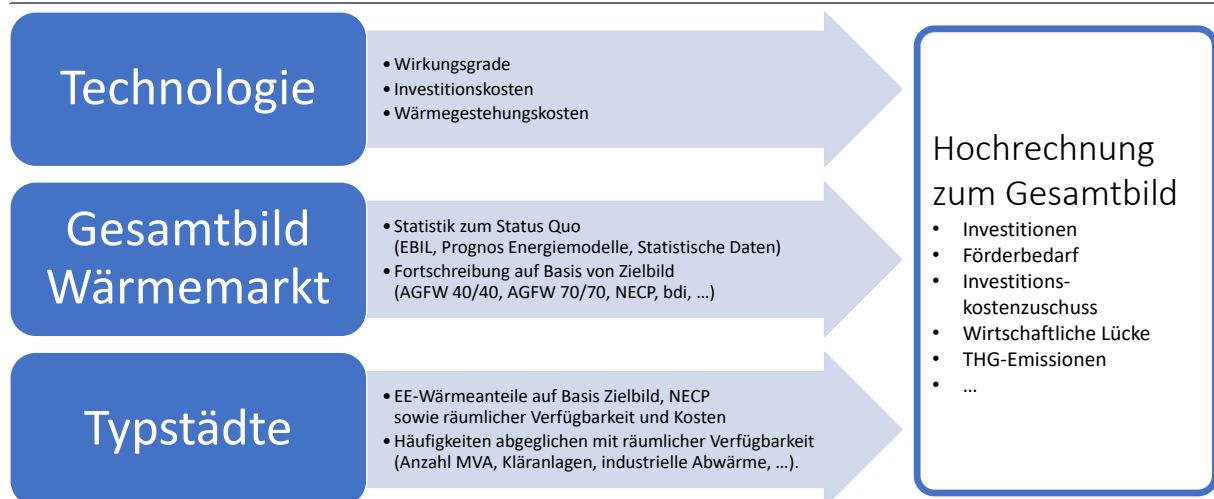 Technologie
• Wirkungsgrade
• Investitionskosten
• Wärmegestehungskosten
Gesamtbild
Wärmemarkt
• Statistik zum Status Quo
(EBIL, Prognos Energiemodelle, Statistische Daten)
• Fortschreibung auf Basis von Zielbild
(AGFW 40/40, AGFW 70/70, NECP, bdi, …)
Typstädte
• EE-Wärmeanteile auf Basis Zielbild, NECP
sowie räumlicher Verfügbarkeit und Kosten
• Häufigkeiten abgeglichen mit räumlicher Verfügbarkeit
(Anzahl MVA, Kläranlagen, industrielle Abwärme, …).
Hochrechnung
zum Gesamtbild
• Investitionen
• Förderbedarf
• Investitions-
kostenzuschuss
• Wirtschaftliche Lücke
• THG-Emissionen
• …